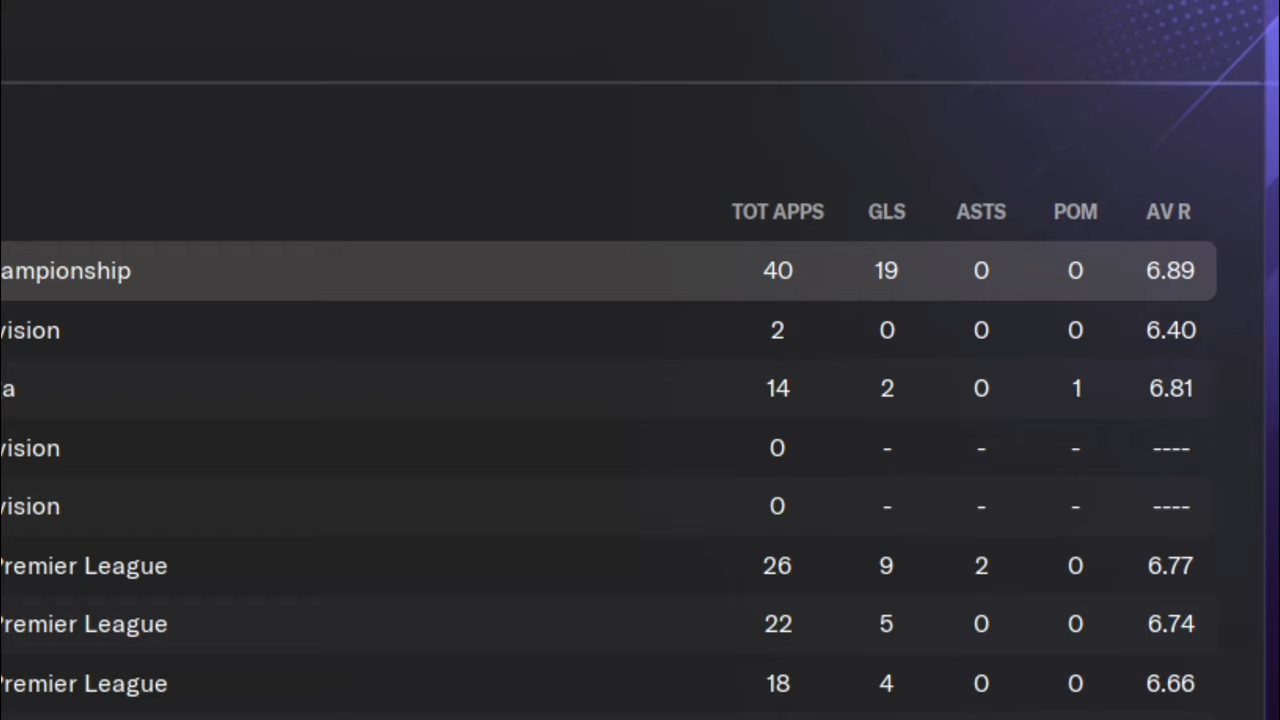 TOT APPS GLS ASTS POM AV R
ampionship 40 19 0 0 6.89
vision 2 0 0 0 6.40
a 14 2 0 1 6.81
vision 0 - - - ----
vision 0 - - - ----
Premier League 26 9 2 0 6.77
Premier League 22 5 0 0 6.74
Premier League 18 4 0 0 6.66